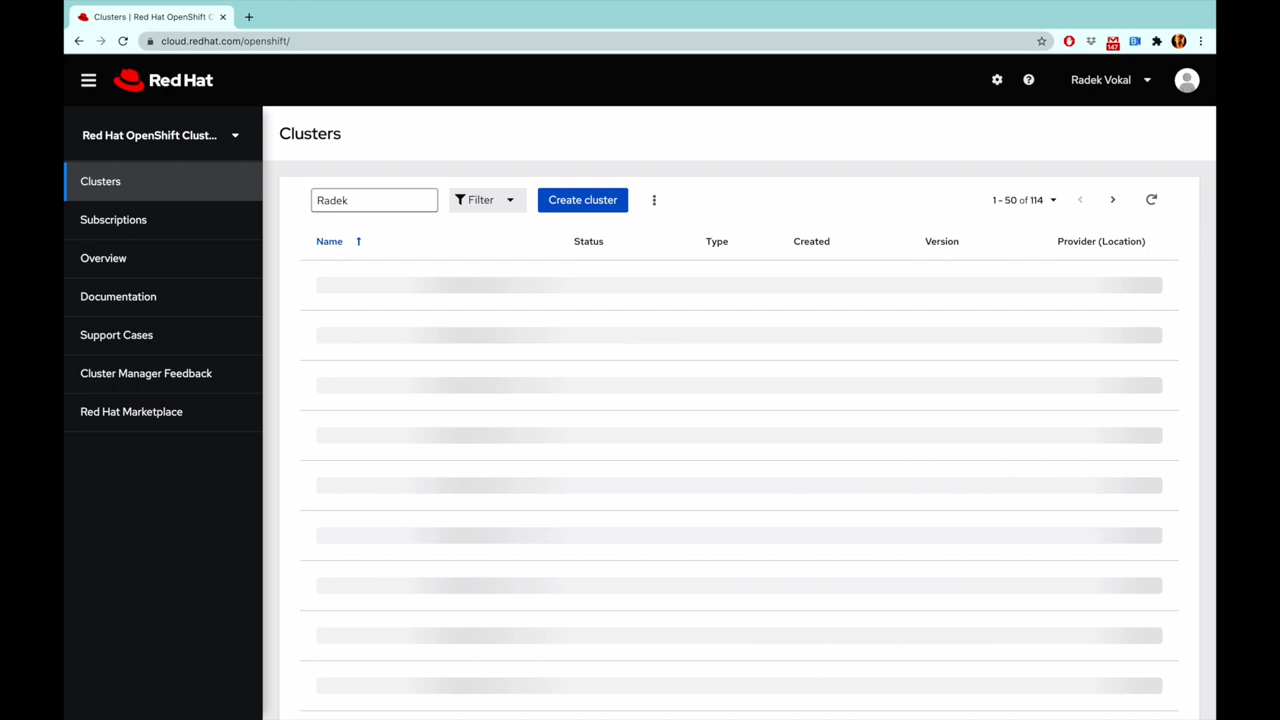 Clusters | Red Hat OpenShift C
cloud.redhat.com/openshift/
147
Red Hat
Radek Vokal
Red Hat OpenShift Clust...
Clusters
Subscriptions
Overview
Documentation
Support Cases
Cluster Manager Feedback
Red Hat Marketplace
Clusters
Radek
Filter
Create cluster
1 - 50 of 114
Name
Status
Type
Created
Version
Provider (Location)